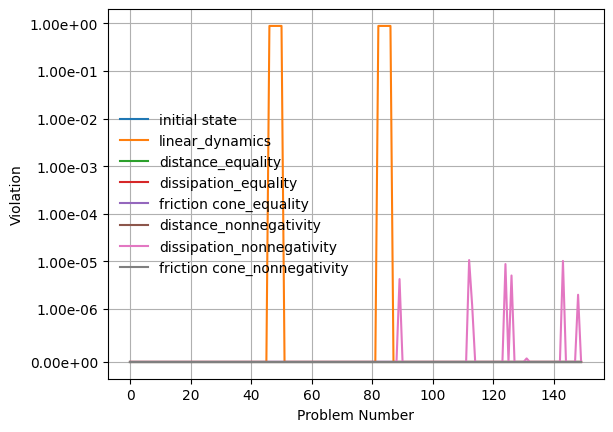 1.00e+00
1.00e-01
1.00e-02
1.00e-03
1.00e-04
1.00e-05
1.00e-06
0.00e+00
Violation
initial state
linear_dynamics
distance_equality
dissipation_equality
friction cone_equality
distance_nonnegativity
dissipation_nonnegativity
friction cone_nonnegativity
0 20 40 60 80 100 120 140
Problem Number